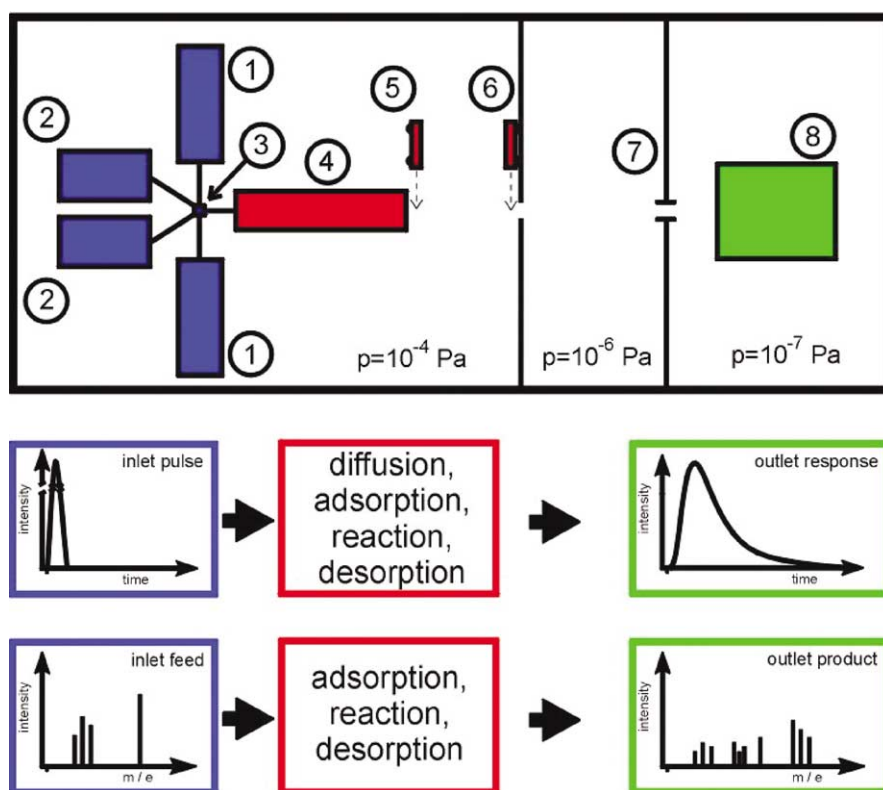 1
5
6
2
3
4
7
8
2
1
p=10⁻⁴ Pa
p=10⁻⁶ Pa
p=10⁻⁷ Pa
inlet pulse
intensity
time
diffusion,
adsorption,
reaction,
desorption
outlet response
intensity
time
inlet feed
intensity
m / e
adsorption,
reaction,
desorption
outlet product
intensity
m / e